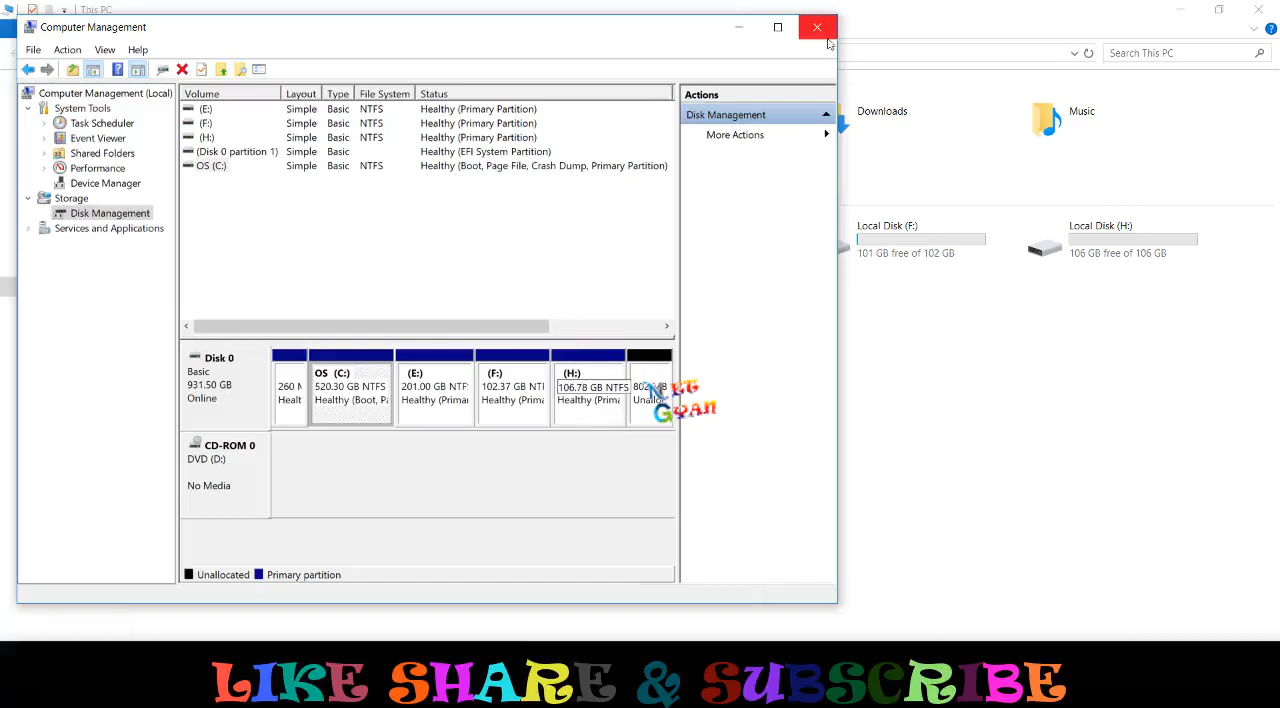 This PC
Computer Management
File Action View Help
Search This PC
Computer Management (Local)
System Tools
Task Scheduler
Event Viewer
Shared Folders
Performance
Device Manager
Storage
Disk Management
Services and Applications
Volume Layout Type File System Status
(E:) Simple Basic NTFS Healthy (Primary Partition)
(F:) Simple Basic NTFS Healthy (Primary Partition)
(H:) Simple Basic NTFS Healthy (Primary Partition)
(Disk 0 partition 1) Simple Basic Healthy (EFI System Partition)
OS (C:) Simple Basic NTFS Healthy (Boot, Page File, Crash Dump, Primary Partition)
Actions
Disk Management
More Actions
Downloads
Music
Local Disk (F:)
101 GB free of 102 GB
Local Disk (H:)
106 GB free of 106 GB
Disk 0
Basic
931.50 GB
Online
260 M
Healt
OS (C:)
520.30 GB NTFS
Healthy (Boot, Pa
(E:)
201.00 GB NTF
Healthy (Primar
(F:)
102.37 GB NTI
Healthy (Prima
(H:)
106.78 GB NTFS
Healthy (Prima
NET
GYAN
CD-ROM 0
DVD (D:)
No Media
Unallocated Primary partition
LIKE SHARE & SUBSCRIBE